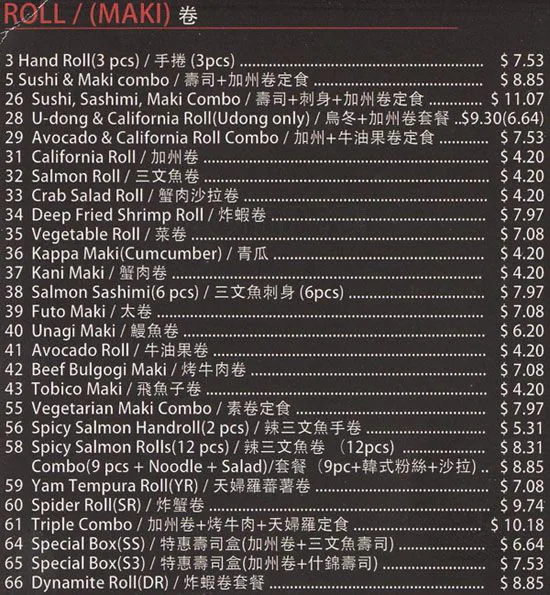 ROLL / (MAKI) 卷
3 Hand Roll(3 pcs) / 手捲 (3pcs) $ 7.53
5 Sushi & Maki combo / 壽司+加州卷定食 $ 8.85
26 Sushi, Sashimi, Maki Combo / 壽司+刺身+加州卷定食 $ 11.07
28 U-dong & California Roll(Udong only) / 烏冬+加州卷套餐 ..$9.30(6.64)
29 Avocado & California Roll Combo / 加州+牛油果卷定食 $ 7.53
31 California Roll / 加州卷 $ 4.20
32 Salmon Roll / 三文魚卷 $ 4.20
33 Crab Salad Roll / 蟹肉沙拉卷 $ 4.20
34 Deep Fried Shrimp Roll / 炸蝦卷 $ 7.97
35 Vegetable Roll / 菜卷 $ 7.08
36 Kappa Maki(Cumcumber) / 青瓜 $ 4.20
37 Kani Maki / 蟹肉卷 $ 4.20
38 Salmon Sashimi(6 pcs) / 三文魚刺身 (6pcs) $ 7.97
39 Futo Maki / 太卷 $ 7.08
40 Unagi Maki / 鰻魚卷 $ 6.20
41 Avocado Roll / 牛油果卷 $ 4.20
42 Beef Bulgogi Maki / 烤牛肉卷 $ 7.08
43 Tobico Maki / 飛魚子卷 $ 4.20
55 Vegetarian Maki Combo / 素卷定食 $ 7.97
56 Spicy Salmon Handroll(2 pcs) / 辣三文魚手卷 $ 5.31
58 Spicy Salmon Rolls(12 pcs) / 辣三文魚卷 （12pcs) $ 8.31
Combo(9 pcs + Noodle + Salad)/套餐（9pc+韓式粉絲+沙拉) .. $ 8.85
59 Yam Tempura Roll(YR) / 天婦羅蕃薯卷 $ 7.08
60 Spider Roll(SR) / 炸蟹卷 $ 9.74
61 Triple Combo / 加州卷+烤牛肉+天婦羅定食 $ 10.18
64 Special Box(SS) / 特惠壽司盒(加州卷+三文魚壽司) $ 6.64
65 Special Box(S3) / 特惠壽司盒(加州卷+什錦壽司) $ 7.53
66 Dynamite Roll(DR) / 炸蝦卷套餐 $ 8.85